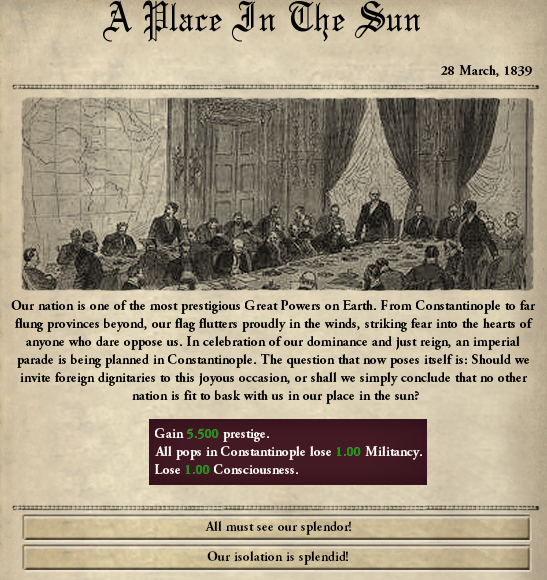 A Place In The Sun
28 March, 1839
Our nation is one of the most prestigious Great Powers on Earth. From Constantinople to far
flung provinces beyond, our flag flutters proudly in the winds, striking fear into the hearts of
anyone who dare oppose us. In celebration of our dominance and just reign, an imperial
parade is being planned in Constantinople. The question that now poses itself is: Should we
invite foreign dignitaries to this joyous occasion, or shall we simply conclude that no other
nation is fit to bask with us in our place in the sun?
Gain 5.500 prestige.
All pops in Constantinople lose 1.00 Militancy.
Lose 1.00 Consciousness.
All must see our splendor!
Our isolation is splendid!